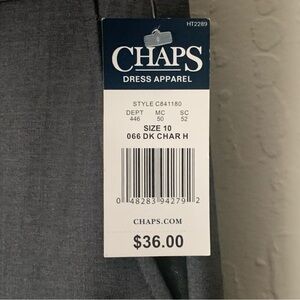 HT2289
CHAPS
DRESS APPAREL
STYLE C841180
DEPT MC SC
446 50 52
SIZE 10
066 DK CHAR H
0 48283 94279 2
CHAPS.COM
$36.00